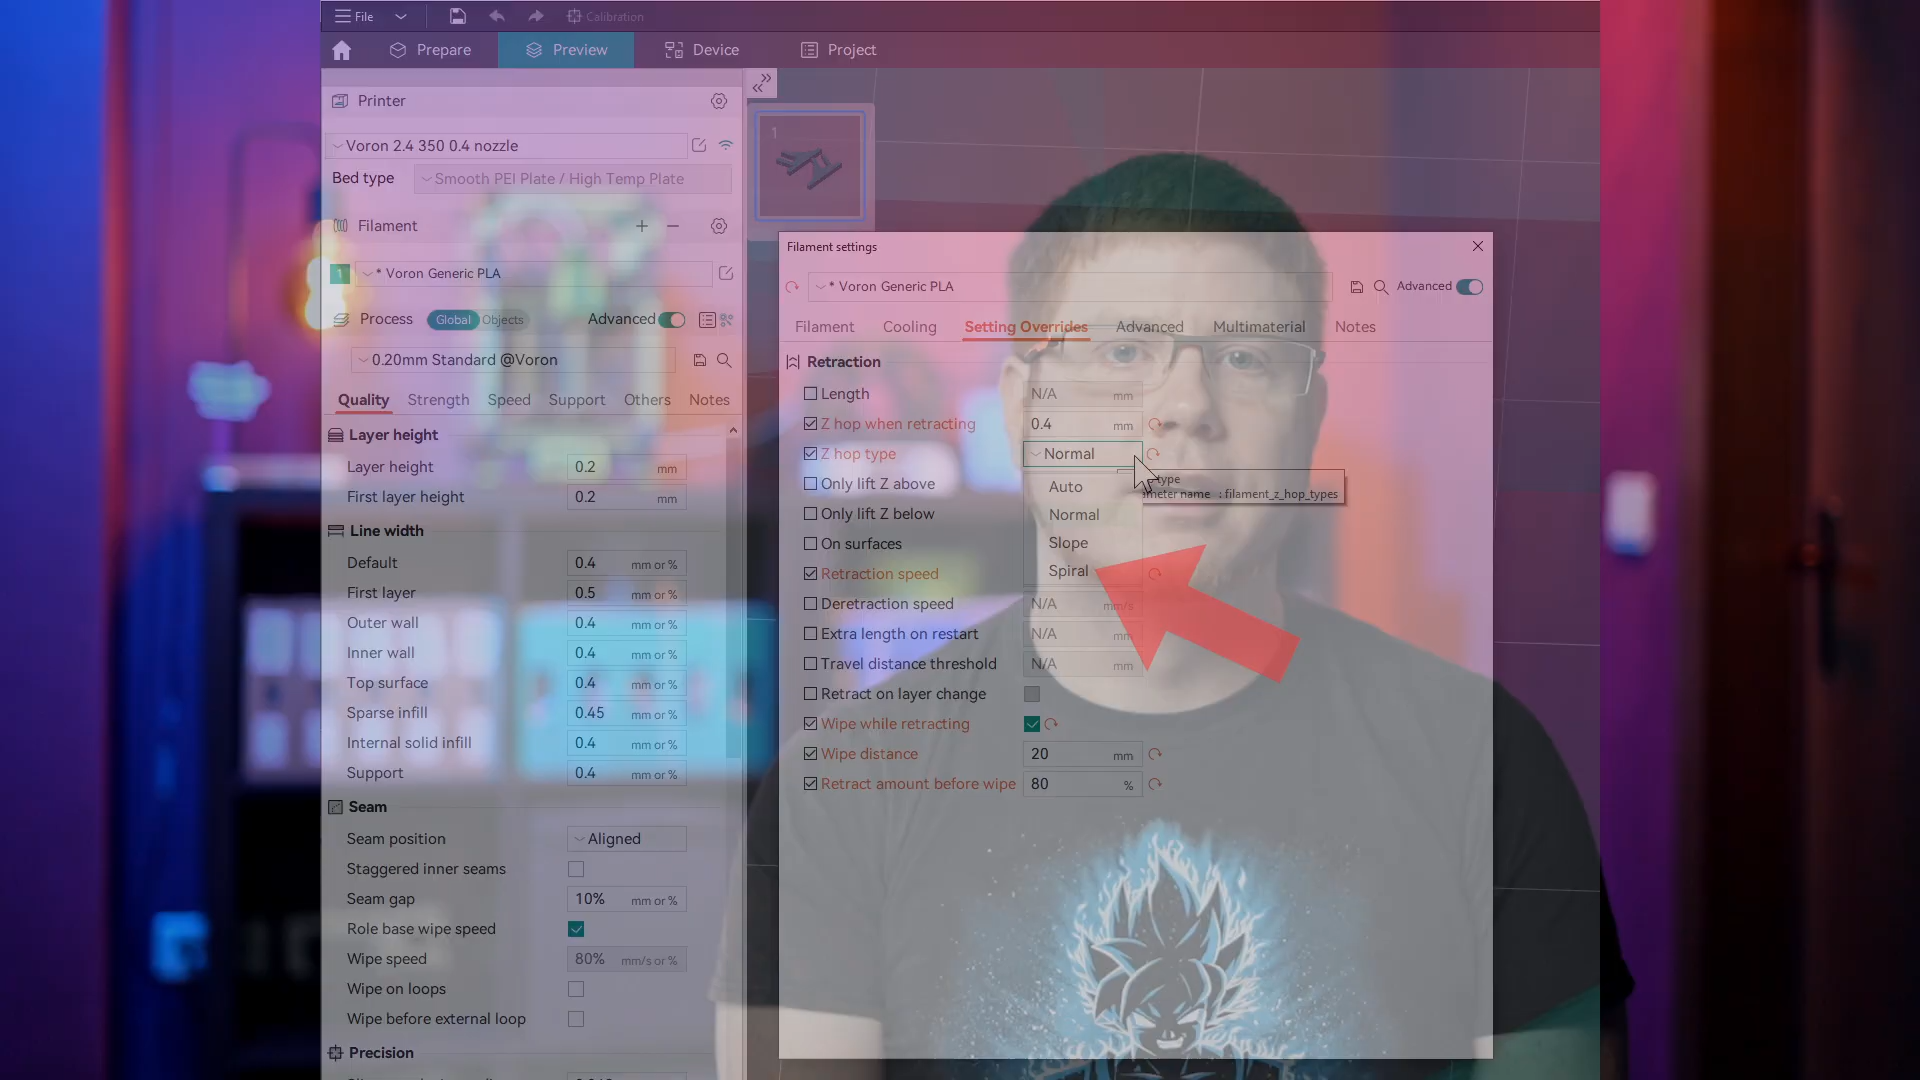 File
Calibration
Prepare
Preview
Device
Project
Printer
Voron 2.4 350 0.4 nozzle
Bed type
Smooth PEI Plate / High Temp Plate
Filament
1
* Voron Generic PLA
Process
Global
Objects
Advanced
0.20mm Standard @Voron
Quality
Strength
Speed
Support
Others
Notes
Layer height
Layer height
0.2 mm
First layer height
0.2 mm
Line width
Default
0.4 mm or %
First layer
0.5 mm or %
Outer wall
0.4 mm or %
Inner wall
0.4 mm or %
Top surface
0.4 mm or %
Sparse infill
0.45 mm or %
Internal solid infill
0.4 mm or %
Support
0.4 mm or %
Seam
Seam position
Aligned
Staggered inner seams
Seam gap
10% mm or %
Role base wipe speed
Wipe speed
80% mm/s or %
Wipe on loops
Wipe before external loop
Precision
1
Filament settings
* Voron Generic PLA
Advanced
Filament
Cooling
Setting Overrides
Advanced
Multimaterial
Notes
Retraction
Length
N/A mm
Z hop when retracting
0.4 mm
Z hop type
Normal
type
ameter name : filament_z_hop_types
Auto
Normal
Slope
Spiral
Only lift Z above
Only lift Z below
On surfaces
Retraction speed
Deretraction speed
N/A mm/s
Extra length on restart
N/A mm
Travel distance threshold
N/A mm
Retract on layer change
Wipe while retracting
Wipe distance
20 mm
Retract amount before wipe
80 %